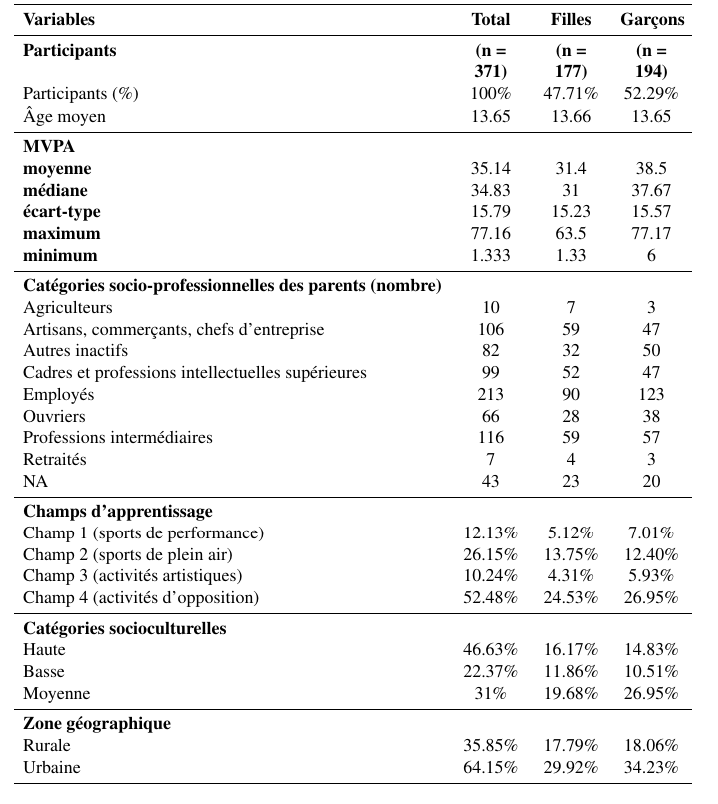 Variables Total Filles Garçons
Participants (n = (n = (n =
371) 177) 194)
Participants (%) 100% 47.71% 52.29%
Âge moyen 13.65 13.66 13.65
MVPA
moyenne 35.14 31.4 38.5
médiane 34.83 31 37.67
écart-type 15.79 15.23 15.57
maximum 77.16 63.5 77.17
minimum 1.333 1.33 6
Catégories socio-professionnelles des parents (nombre)
Agriculteurs 10 7 3
Artisans, commerçants, chefs d'entreprise 106 59 47
Autres inactifs 82 32 50
Cadres et professions intellectuelles supérieures 99 52 47
Employés 213 90 123
Ouvriers 66 28 38
Professions intermédiaires 116 59 57
Retraités 7 4 3
NA 43 23 20
Champs d'apprentissage
Champ 1 (sports de performance) 12.13% 5.12% 7.01%
Champ 2 (sports de plein air) 26.15% 13.75% 12.40%
Champ 3 (activités artistiques) 10.24% 4.31% 5.93%
Champ 4 (activités d'opposition) 52.48% 24.53% 26.95%
Catégories socioculturelles
Haute 46.63% 16.17% 14.83%
Basse 22.37% 11.86% 10.51%
Moyenne 31% 19.68% 26.95%
Zone géographique
Rurale 35.85% 17.79% 18.06%
Urbaine 64.15% 29.92% 34.23%